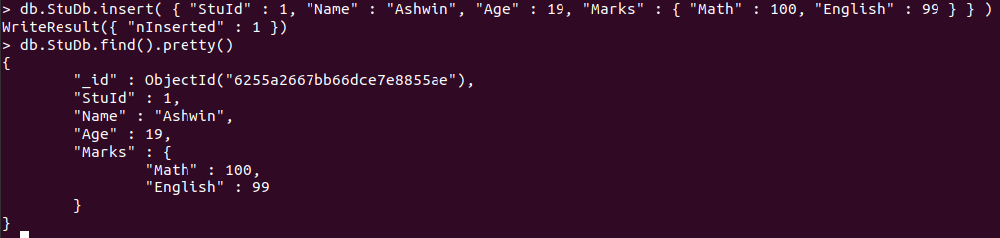 > db.StuDb.insert( { "StuId" : 1, "Name" : "Ashwin", "Age" : 19, "Marks" : { "Math" : 100, "English" : 99 } } )
WriteResult({ "nInserted" : 1 })
> db.StuDb.find().pretty()
{
        "_id" : ObjectId("6255a2667bb66dce7e8855ae"),
        "StuId" : 1,
        "Name" : "Ashwin",
        "Age" : 19,
        "Marks" : {
                "Math" : 100,
                "English" : 99
        }
}